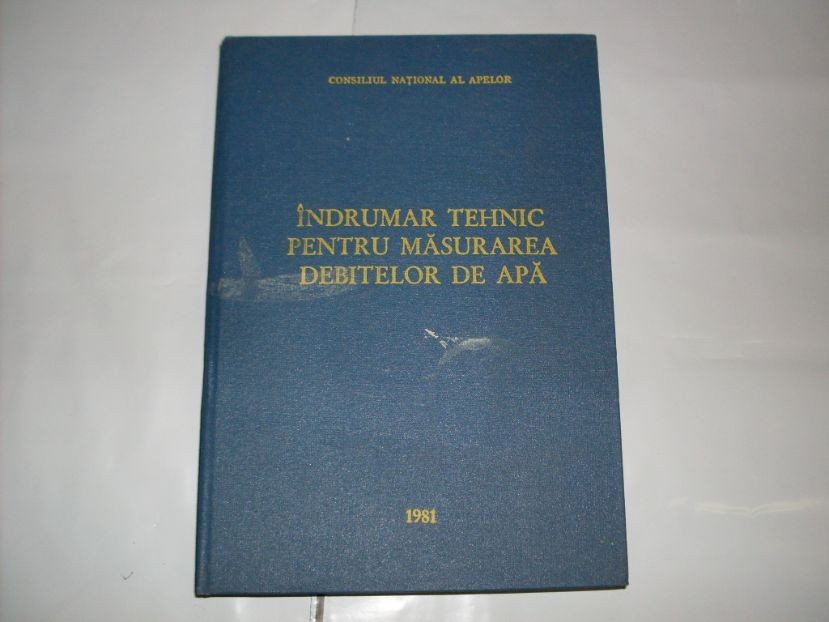 CONSILIUL NAȚIONAL AL APELOR
ÎNDRUMAR TEHNIC
PENTRU MĂSURAREA
DEBITELOR DE APĂ
1981